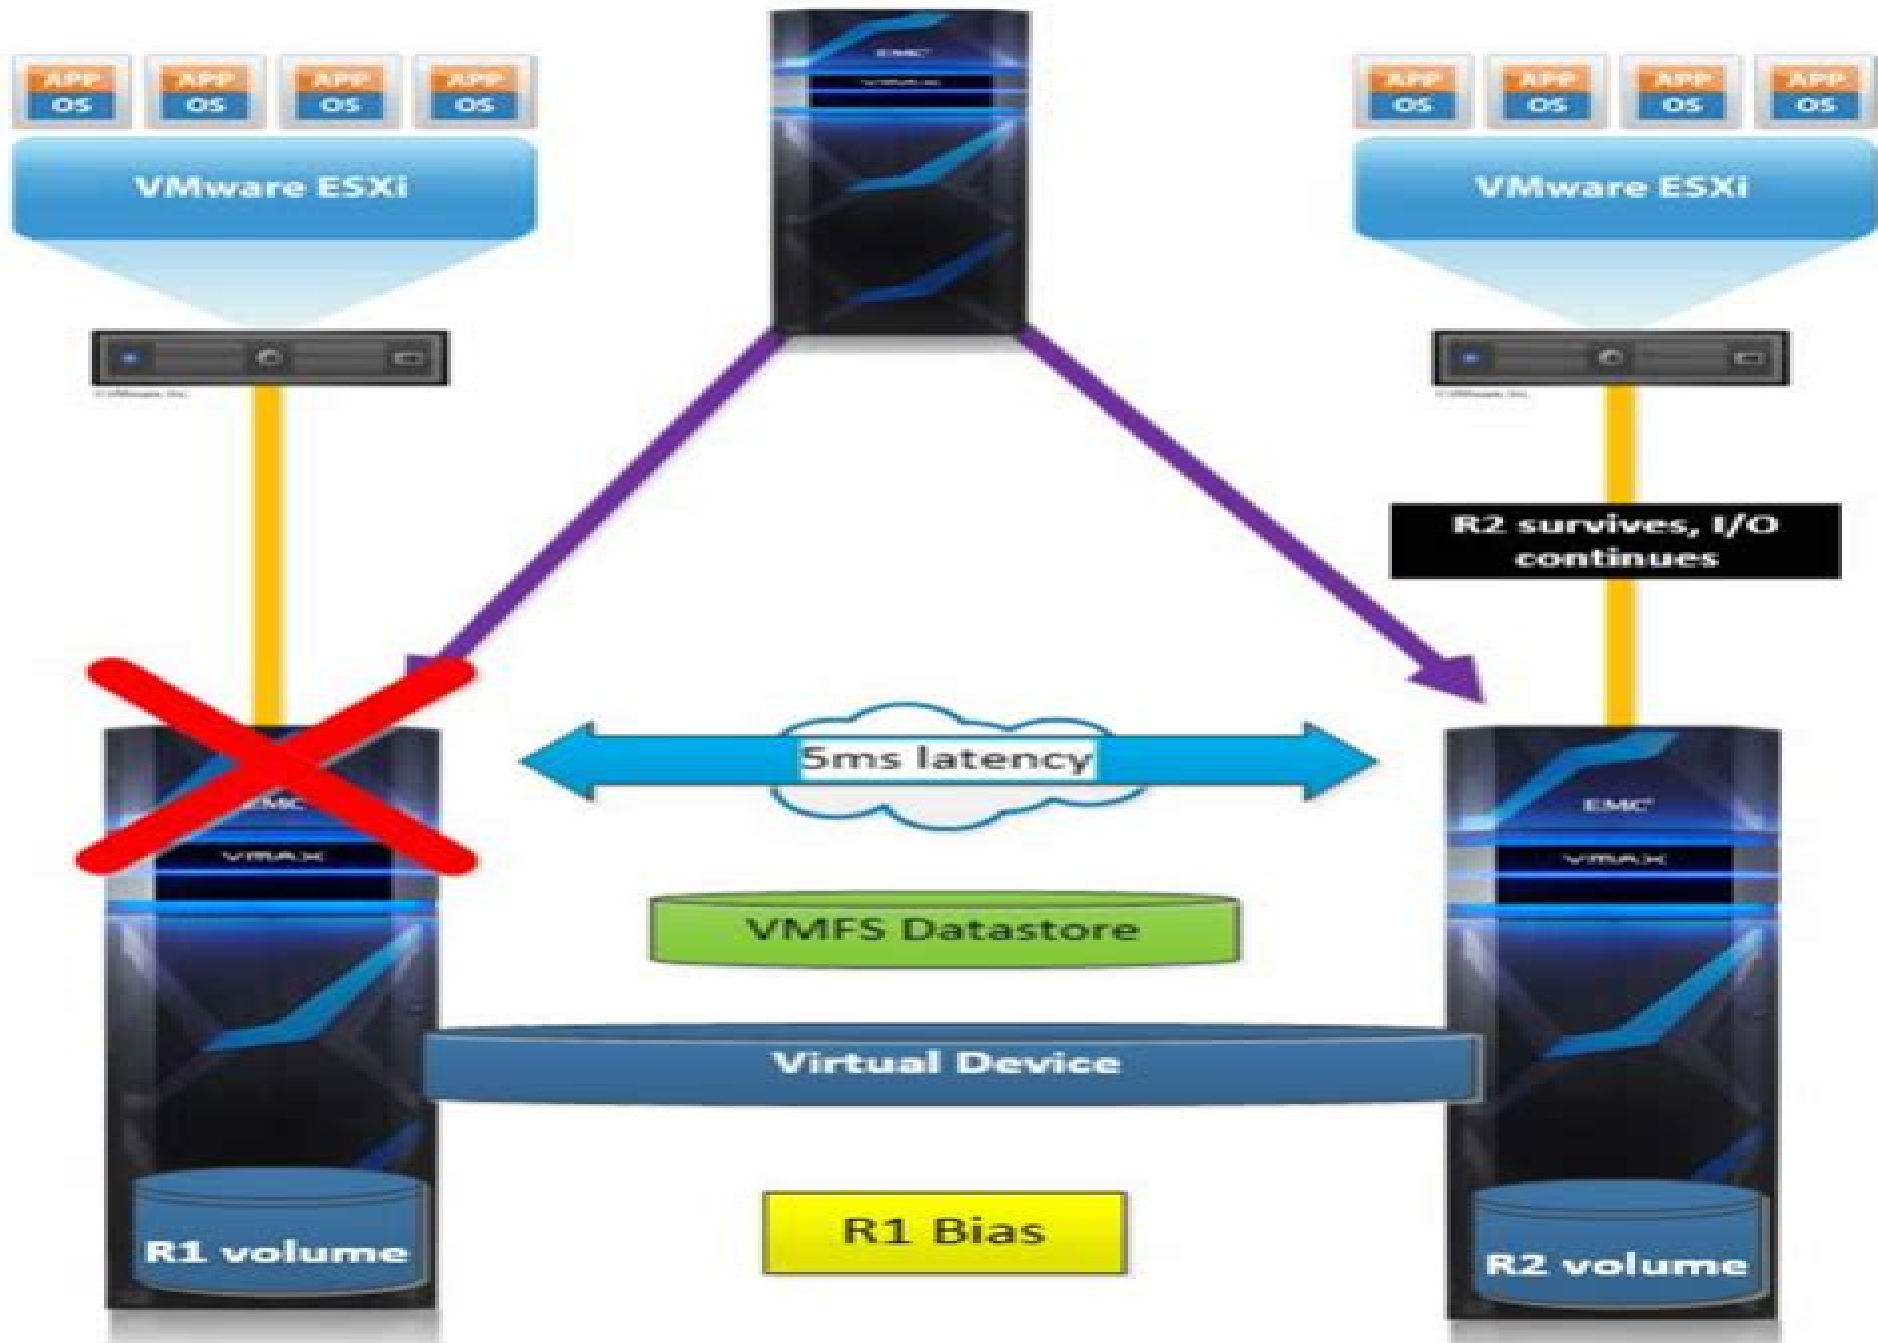 EMC
APP APP APP APP
OS OS OS OS
APP APP APP APP
OS OS OS OS
VMware ESXi
VMware ESXi
R2 survives, I/O
continues
5ms latency
EMC
VMAX
EMC
VMAX
VMFS Datastore
Virtual Device
R1 Bias
R1 volume
R2 volume